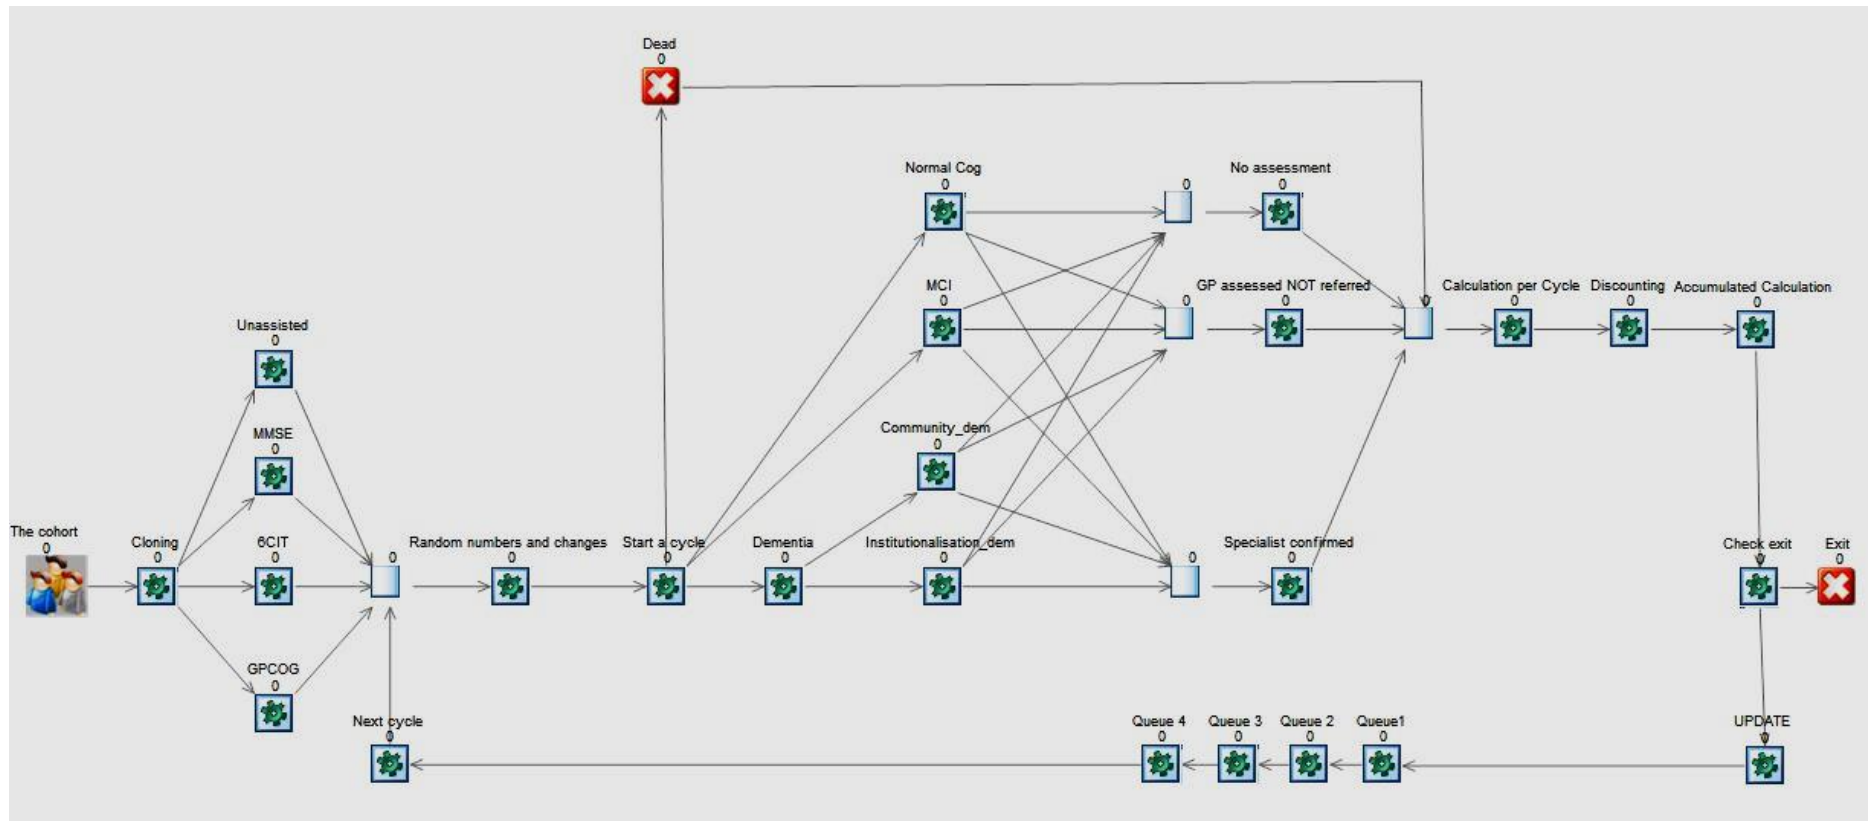 Dead
0
Normal Cog
0
0
No assessment
0
MCI
0
0
GP assessed NOT referred
0
0
Calculation per Cycle
0
Discounting
0
Accumulated Calculation
0
Unassisted
0
MMSE
0
Community_dem
0
The cohort
0
Cloning
0
6CIT
0
0
Random numbers and changes
0
Start a cycle
0
Dementia
0
Institutionalisation_dem
0
0
Specialist confirmed
0
Check exit
0
Exit
0
GPCOG
0
Next cycle
0
Queue 4
0
Queue 3
0
Queue 2
0
Queue1
0
UPDATE
0